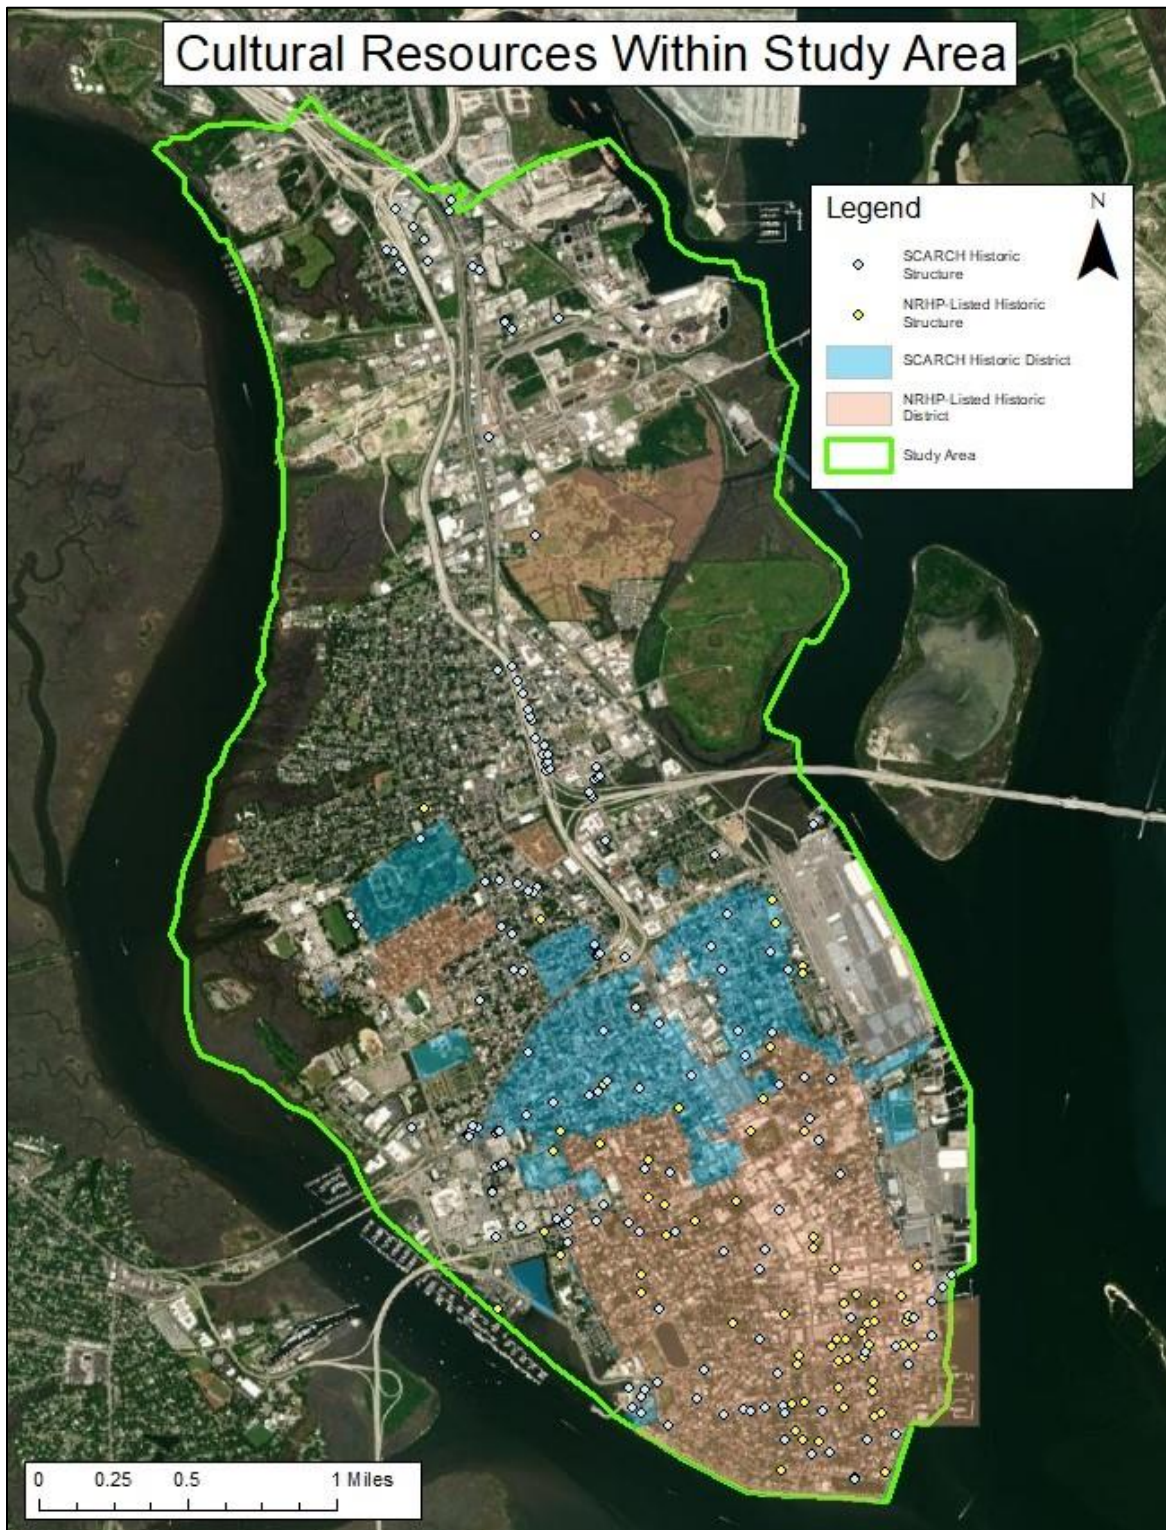 Cultural Resources Within Study Area
Legend
N
SCARCH Historic
Structure
NRHP-Listed Historic
Structure
SCARCH Historic District
NRHP-Listed Historic
District
Study Area
0 0.25 0.5 1 Miles